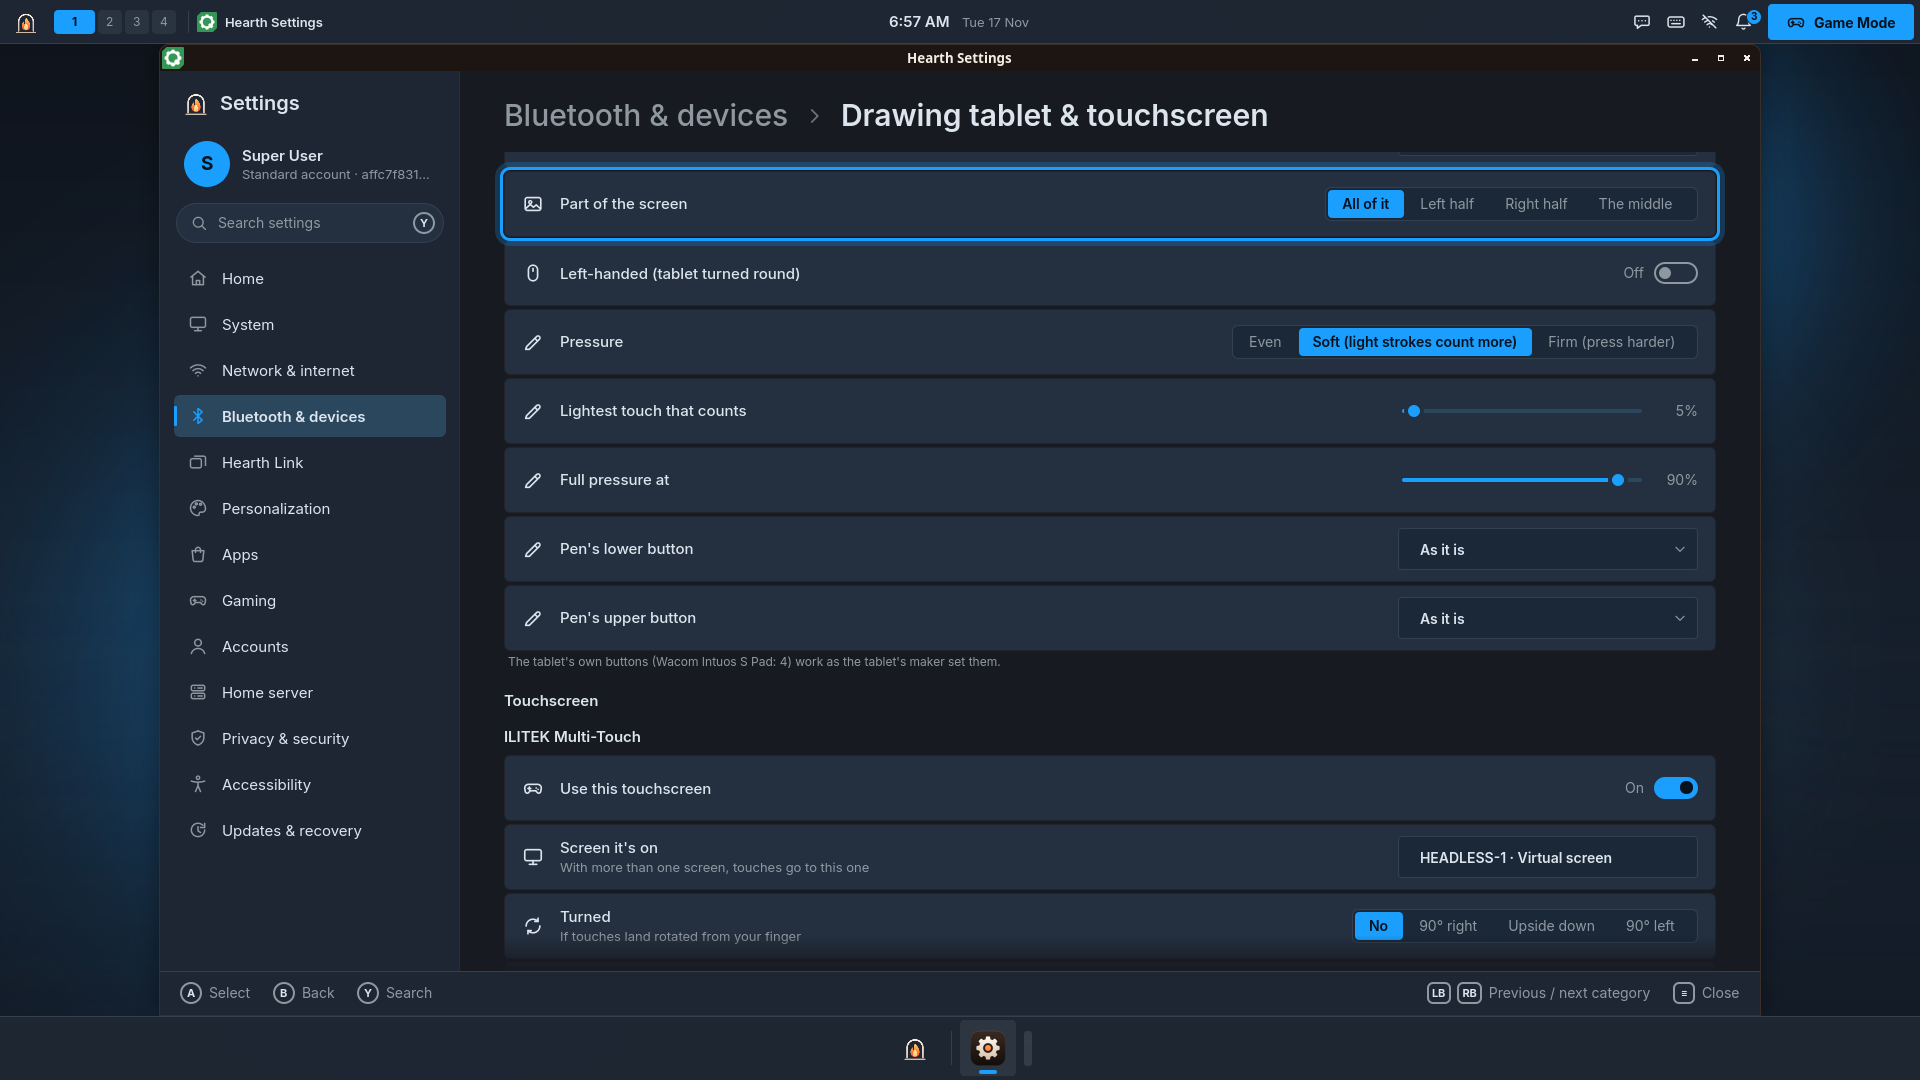 1 2 3 4 Hearth Settings 6:57 AM Tue 17 Nov 3 Game Mode
Hearth Settings
Settings
S Super User
Standard account · affc7f831...
Search settings Y
Home
System
Network & internet
Bluetooth & devices
Hearth Link
Personalization
Apps
Gaming
Accounts
Home server
Privacy & security
Accessibility
Updates & recovery
Bluetooth & devices > Drawing tablet & touchscreen
Part of the screen All of it Left half Right half The middle
Left-handed (tablet turned round) Off
Pressure Even Soft (light strokes count more) Firm (press harder)
Lightest touch that counts 5%
Full pressure at 90%
Pen's lower button As it is
Pen's upper button As it is
The tablet's own buttons (Wacom Intuos S Pad: 4) work as the tablet's maker set them.
Touchscreen
ILITEK Multi-Touch
Use this touchscreen On
Screen it's on HEADLESS-1 · Virtual screen
With more than one screen, touches go to this one
Turned No 90° right Upside down 90° left
If touches land rotated from your finger
A Select B Back Y Search LB RB Previous / next category Close